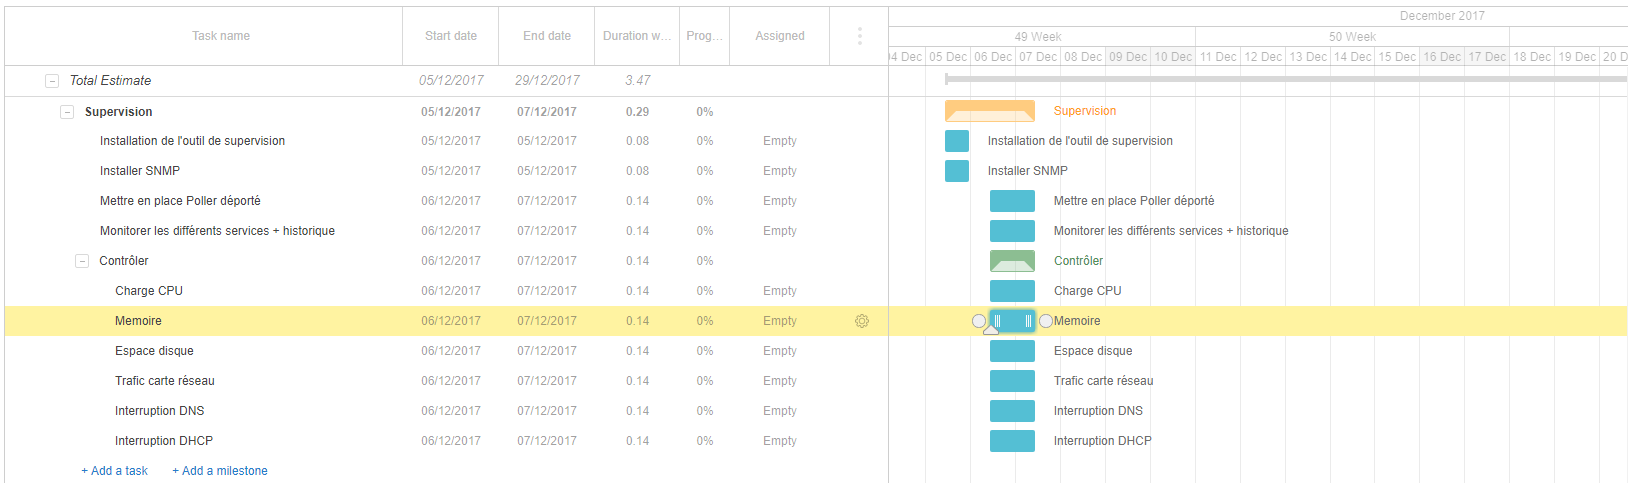 December 2017
Task name Start date End date Duration w... Prog... Assigned 49 Week 50 Week
04 Dec 05 Dec 06 Dec 07 Dec 08 Dec 09 Dec 10 Dec 11 Dec 12 Dec 13 Dec 14 Dec 15 Dec 16 Dec 17 Dec 18 Dec 19 Dec 20 D
Total Estimate 05/12/2017 29/12/2017 3.47
Supervision 05/12/2017 07/12/2017 0.29 0% Supervision
Installation de l'outil de supervision 05/12/2017 05/12/2017 0.08 0% Empty Installation de l'outil de supervision
Installer SNMP 05/12/2017 05/12/2017 0.08 0% Empty Installer SNMP
Mettre en place Poller déporté 06/12/2017 07/12/2017 0.14 0% Empty Mettre en place Poller déporté
Monitorer les différents services + historique 06/12/2017 07/12/2017 0.14 0% Empty Monitorer les différents services + historique
Contrôler 06/12/2017 07/12/2017 0.14 0% Contrôler
Charge CPU 06/12/2017 07/12/2017 0.14 0% Empty Charge CPU
Memoire 06/12/2017 07/12/2017 0.14 0% Empty Memoire
Espace disque 06/12/2017 07/12/2017 0.14 0% Empty Espace disque
Trafic carte réseau 06/12/2017 07/12/2017 0.14 0% Empty Trafic carte réseau
Interruption DNS 06/12/2017 07/12/2017 0.14 0% Empty Interruption DNS
Interruption DHCP 06/12/2017 07/12/2017 0.14 0% Empty Interruption DHCP
+ Add a task + Add a milestone